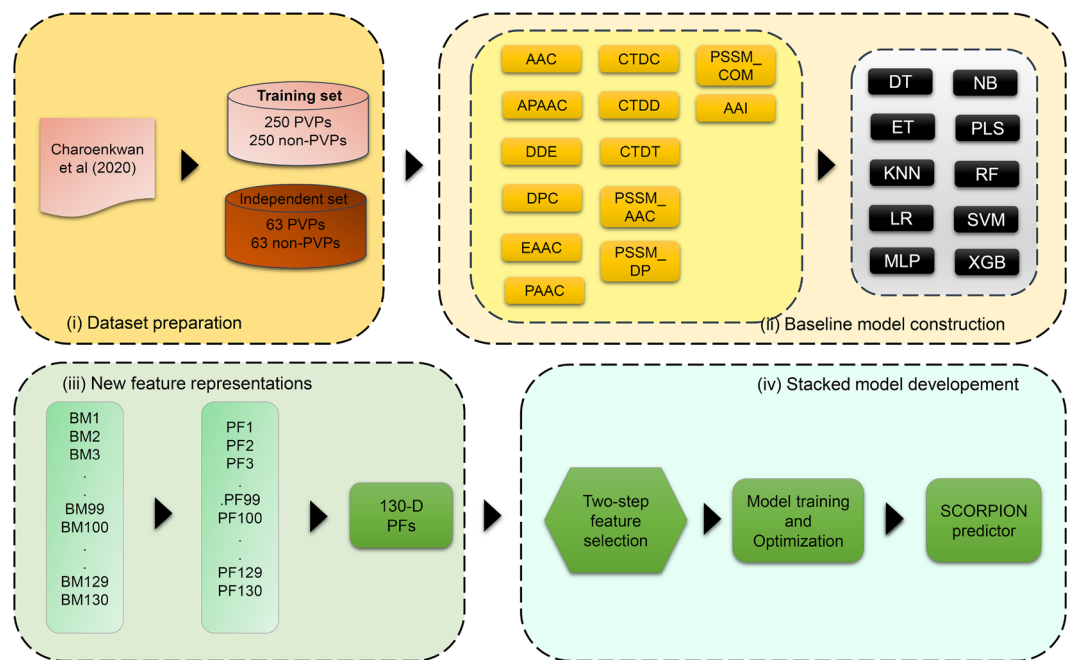 Charoenkwan
et al (2020)
Training set
250 PVPs
250 non-PVPs
Independent set
63 PVPs
63 non-PVPs
(i) Dataset preparation
AAC
APAAC
DDE
DPC
EAAC
PAAC
CTDC
CTDD
CTDT
PSSM_
AAC
PSSM_
DP
PSSM_
COM
AAI
DT
ET
KNN
LR
MLP
NB
PLS
RF
SVM
XGB
(ii) Baseline model construction
(iii) New feature representations
BM1
BM2
BM3
.
.
BM99
BM100
.
.
BM129
BM130
PF1
PF2
PF3
.
.PF99
PF100
.
.
PF129
PF130
130-D
PFs
(iv) Stacked model developement
Two-step
feature
selection
Model training
and
Optimization
SCORPION
predictor